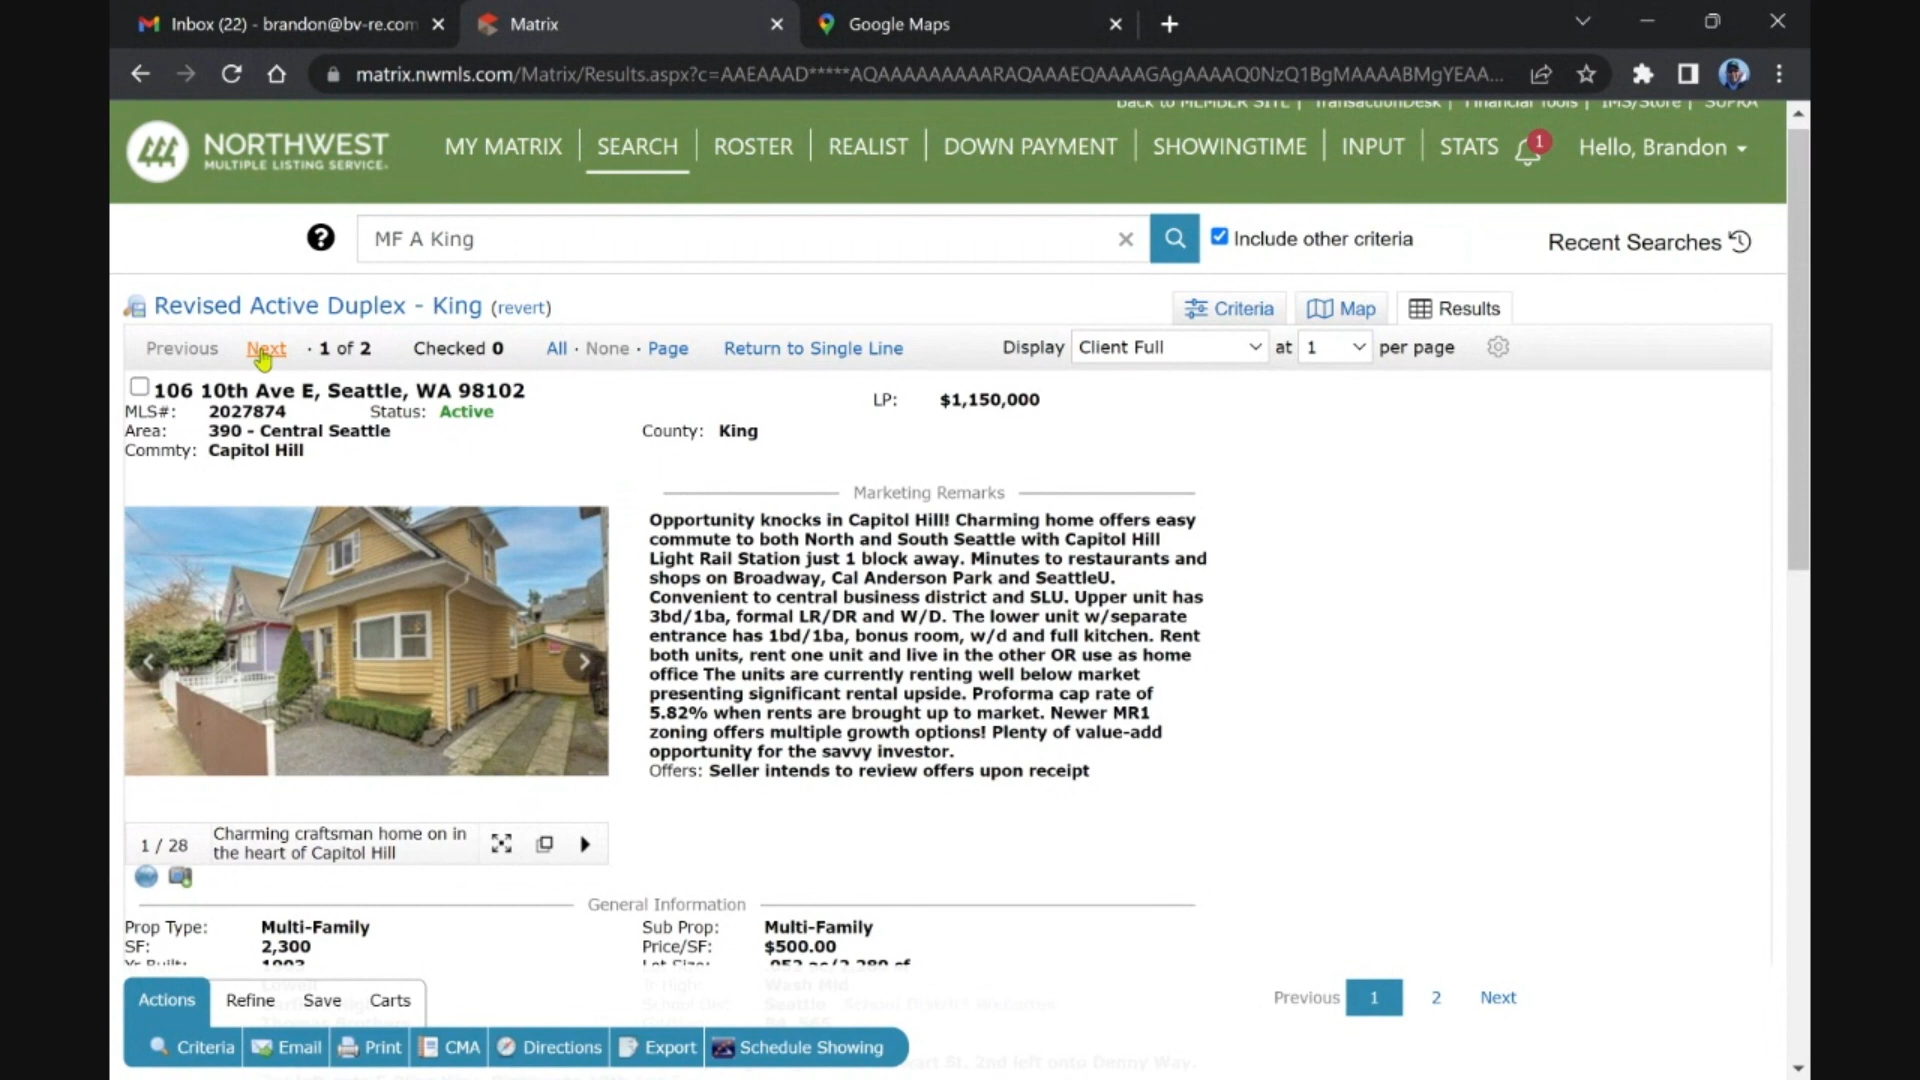 Inbox (22) - brandon@bv-re.com
Matrix
Google Maps
matrix.nwmls.com/Matrix/Results.aspx?c=AAEAAAD*****AQAAAAAAAAARAQAAAEQAAAAGAgAAAAQ0NzQ1BgMAAAABMgYEAA...
Back to MEMBER SITE | TransactionDesk | Financial Tools | IMS/Store | SUPRA
NORTHWEST
MULTIPLE LISTING SERVICE
MY MATRIX
SEARCH
ROSTER
REALIST
DOWN PAYMENT
SHOWINGTIME
INPUT
STATS
1
Hello, Brandon
?
MF A King
Include other criteria
Recent Searches
Revised Active Duplex - King (revert)
Criteria
Map
Results
Previous Next · 1 of 2 Checked 0 All · None · Page Return to Single Line
Display Client Full at 1 per page
106 10th Ave E, Seattle, WA 98102
LP: $1,150,000
MLS#: 2027874 Status: Active
Area: 390 - Central Seattle County: King
Commty: Capitol Hill
Marketing Remarks
Opportunity knocks in Capitol Hill! Charming home offers easy
commute to both North and South Seattle with Capitol Hill
Light Rail Station just 1 block away. Minutes to restaurants and
shops on Broadway, Cal Anderson Park and SeattleU.
Convenient to central business district and SLU. Upper unit has
3bd/1ba, formal LR/DR and W/D. The lower unit w/separate
entrance has 1bd/1ba, bonus room, w/d and full kitchen. Rent
both units, rent one unit and live in the other OR use as home
office The units are currently renting well below market
presenting significant rental upside. Proforma cap rate of
5.82% when rents are brought up to market. Newer MR1
zoning offers multiple growth options! Plenty of value-add
opportunity for the savvy investor.
Offers: Seller intends to review offers upon receipt
1 / 28
Charming craftsman home on in
the heart of Capitol Hill
General Information
Prop Type: Multi-Family Sub Prop: Multi-Family
SF: 2,300 Price/SF: $500.00
Actions Refine Save Carts
Previous 1 2 Next
Criteria Email Print CMA Directions Export Schedule Showing